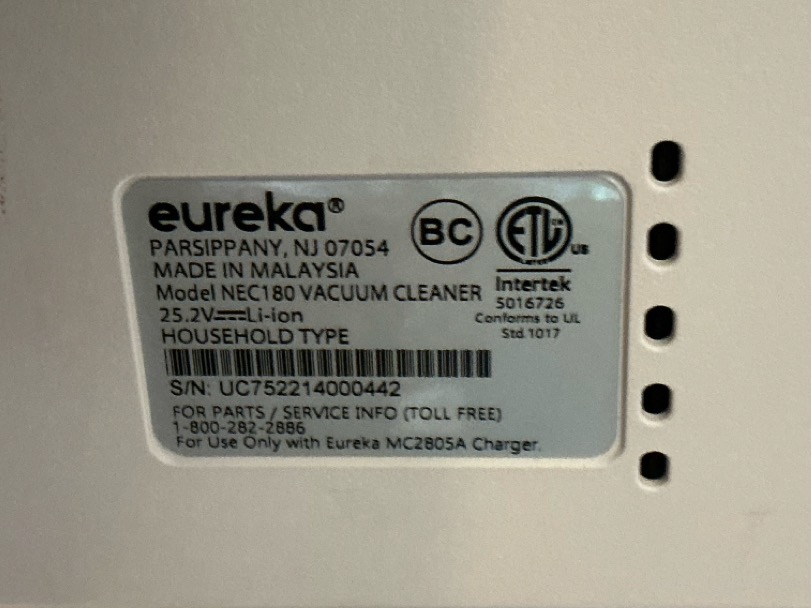 eureka®
PARSIPPANY, NJ 07054
MADE IN MALAYSIA
Model NEC180 VACUUM CLEANER
25.2V⎓Li-ion
HOUSEHOLD TYPE
S/N: UC752214000442
FOR PARTS / SERVICE INFO (TOLL FREE)
1-800-282-2886
For Use Only with Eureka MC2805A Charger.
BC
ETL
US
Intertek
5016726
Conforms to UL
Std.1017